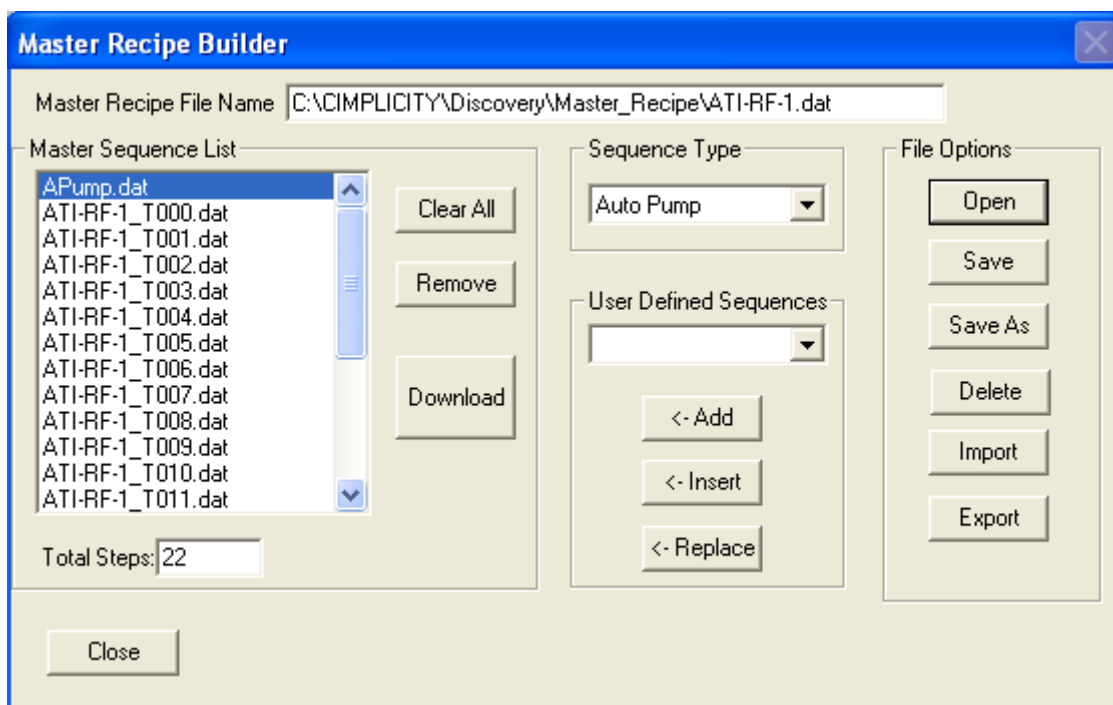 Master Recipe Builder
Master Recipe File Name C:\CIMPLICITY\Discovery\Master_Recipe\ATI-RF-1.dat
Master Sequence List
APump.dat
ATI-RF-1_T000.dat
ATI-RF-1_T001.dat
ATI-RF-1_T002.dat
ATI-RF-1_T003.dat
ATI-RF-1_T004.dat
ATI-RF-1_T005.dat
ATI-RF-1_T006.dat
ATI-RF-1_T007.dat
ATI-RF-1_T008.dat
ATI-RF-1_T009.dat
ATI-RF-1_T010.dat
ATI-RF-1_T011.dat
Clear All
Remove
Download
Total Steps: 22
Sequence Type
Auto Pump
User Defined Sequences
<- Add
<- Insert
<- Replace
File Options
Open
Save
Save As
Delete
Import
Export
Close